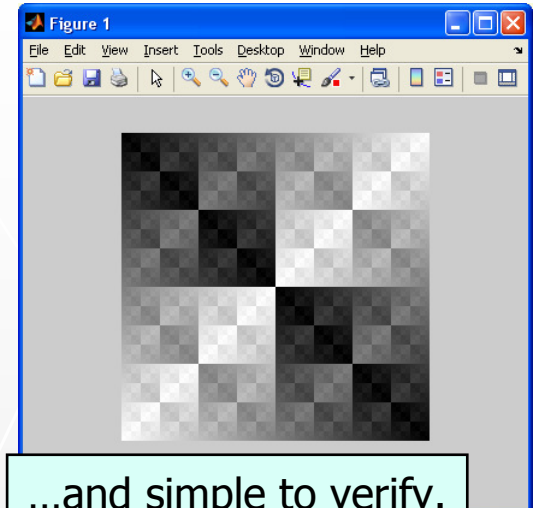 Figure 1
File Edit View Insert Tools Desktop Window Help
...and simple to verify.